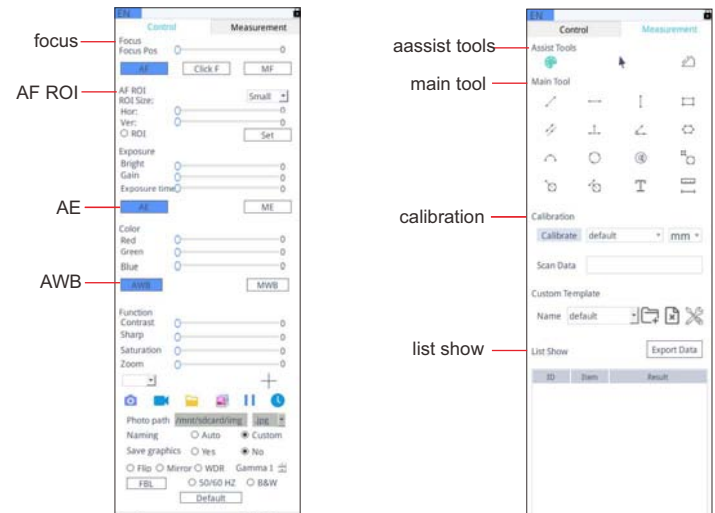 EN
Control Measurement
focus
Focus
Focus Pos 0
AF Click F MF
AF ROI
AF ROI
ROI Size: Small
Hor: 0
Ver: 0
ROI Set
Exposure
Bright 0
Gain 0
Exposure time 0
AE
AE ME
Color
Red 0
Green 0
Blue 0
AWB
AWB MWB
Function
Contrast 0
Sharp 0
Saturation 0
Zoom 0
Photo path /mnt/sdcard/img .jpg
Naming Auto Custom
Save graphics Yes No
Flip Mirror WDR Gamma 1
FBL 50/60 HZ B&W
Default
EN
Control Measurement
aassist tools
Assist Tools
main tool
Main Tool
T
calibration
Calibration
Calibrate default mm
Scan Data
Custom Template
Name default
list show
List Show Export Data
ID Item Result